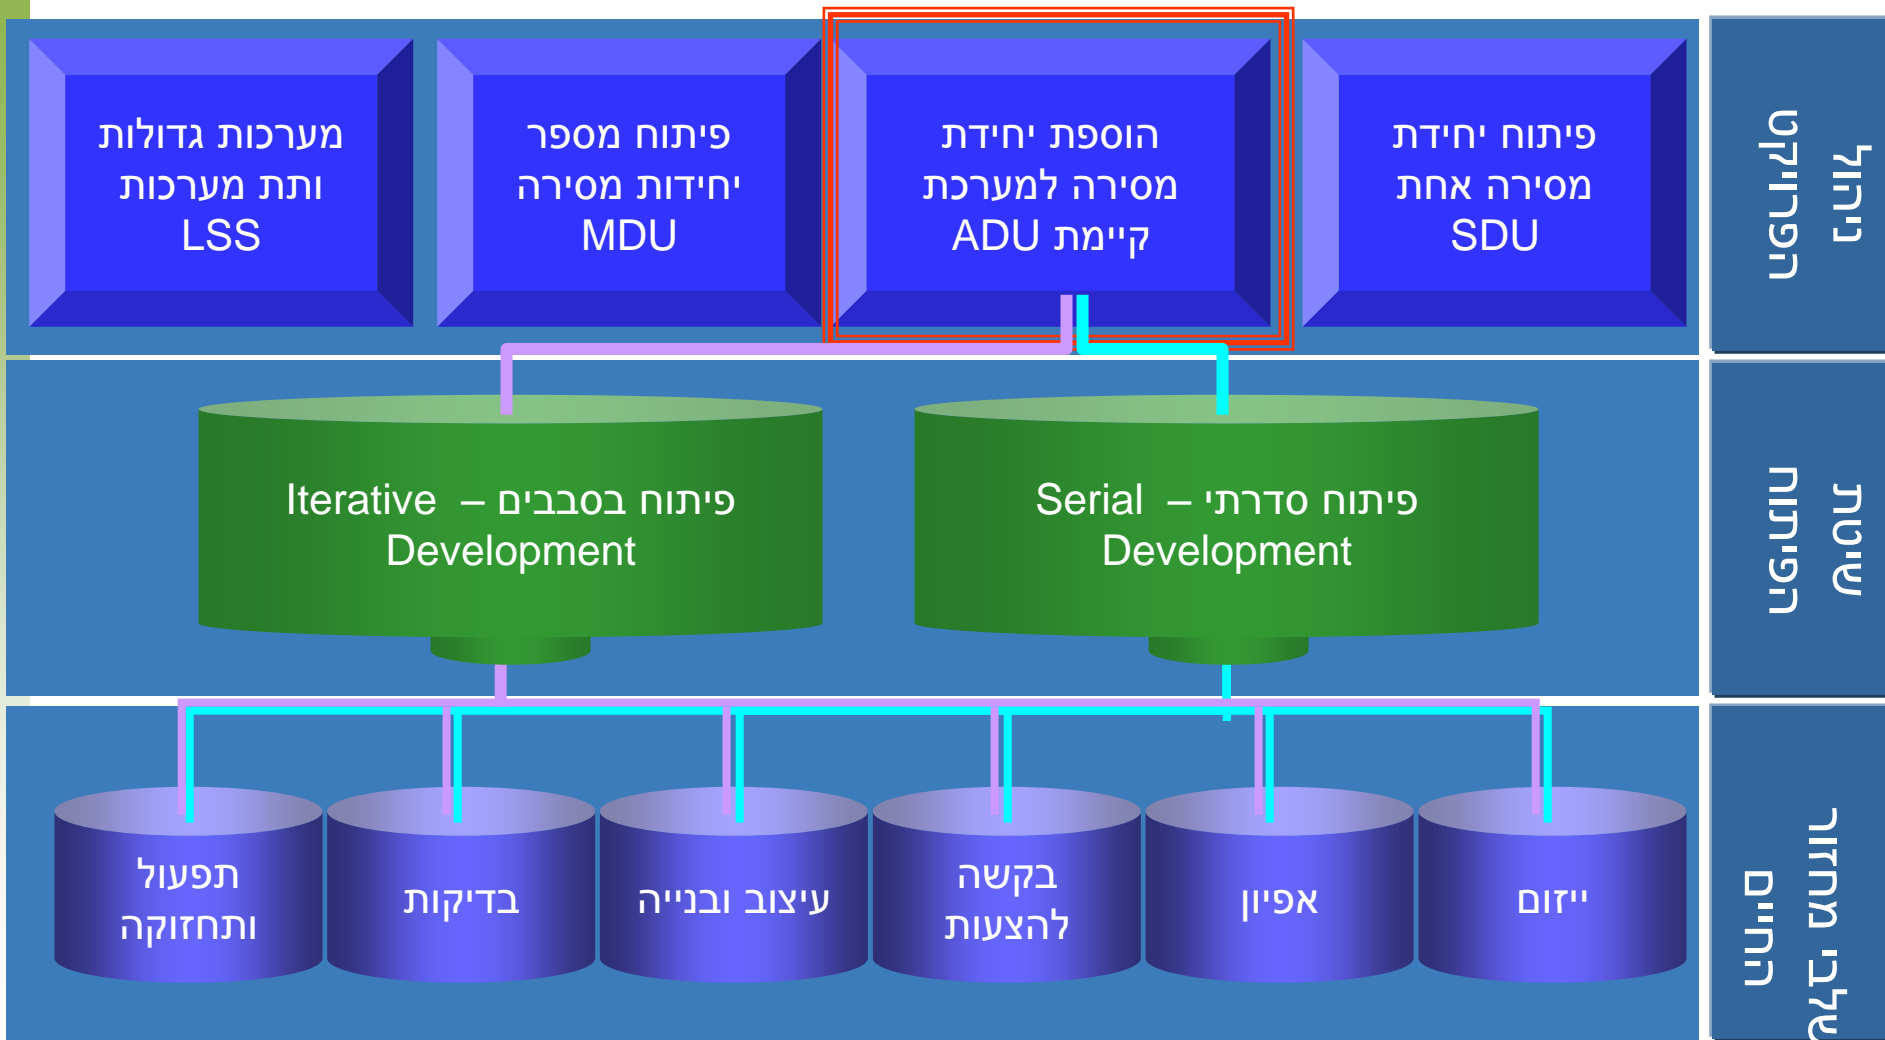 ניהול
הפרויקט
פיתוח יחידת
מסירה אחת
SDU
הוספת יחידת
מסירה למערכת
קיימת ADU
פיתוח מספר
יחידות מסירה
MDU
מערכות גדולות
ותת מערכות
LSS
שיטת
הפיתוח
פיתוח סדרתי – Serial
Development
פיתוח בסבבים – Iterative
Development
שלבי מחזור
החיים
ייזום
אפיון
בקשה
להצעות
עיצוב ובנייה
בדיקות
תפעול
ותחזוקה